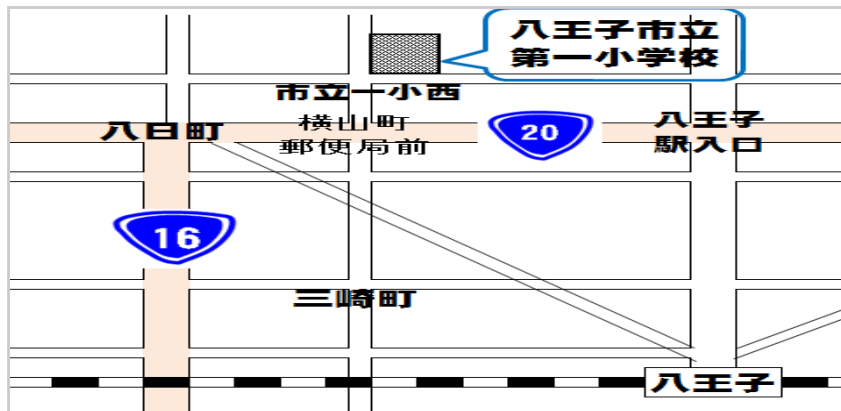 八王子市立
第一小学校
市立一小西
八日町
横山町
郵便局前
20
八王子
駅入口
16
三崎町
八王子